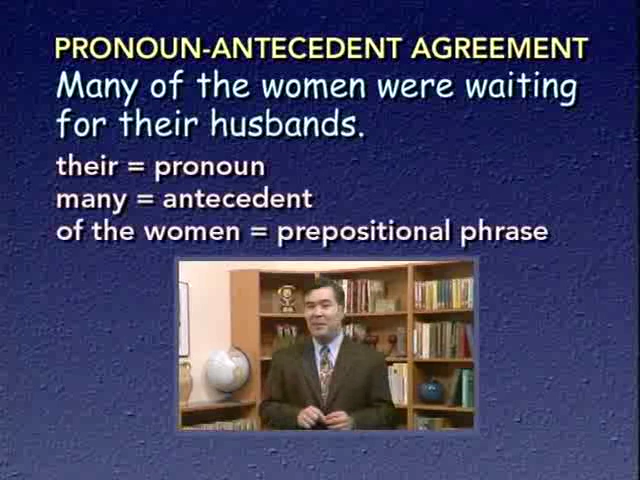 PRONOUN-ANTECEDENT AGREEMENT
Many of the women were waiting
for their husbands.
their = pronoun
many = antecedent
of the women = prepositional phrase